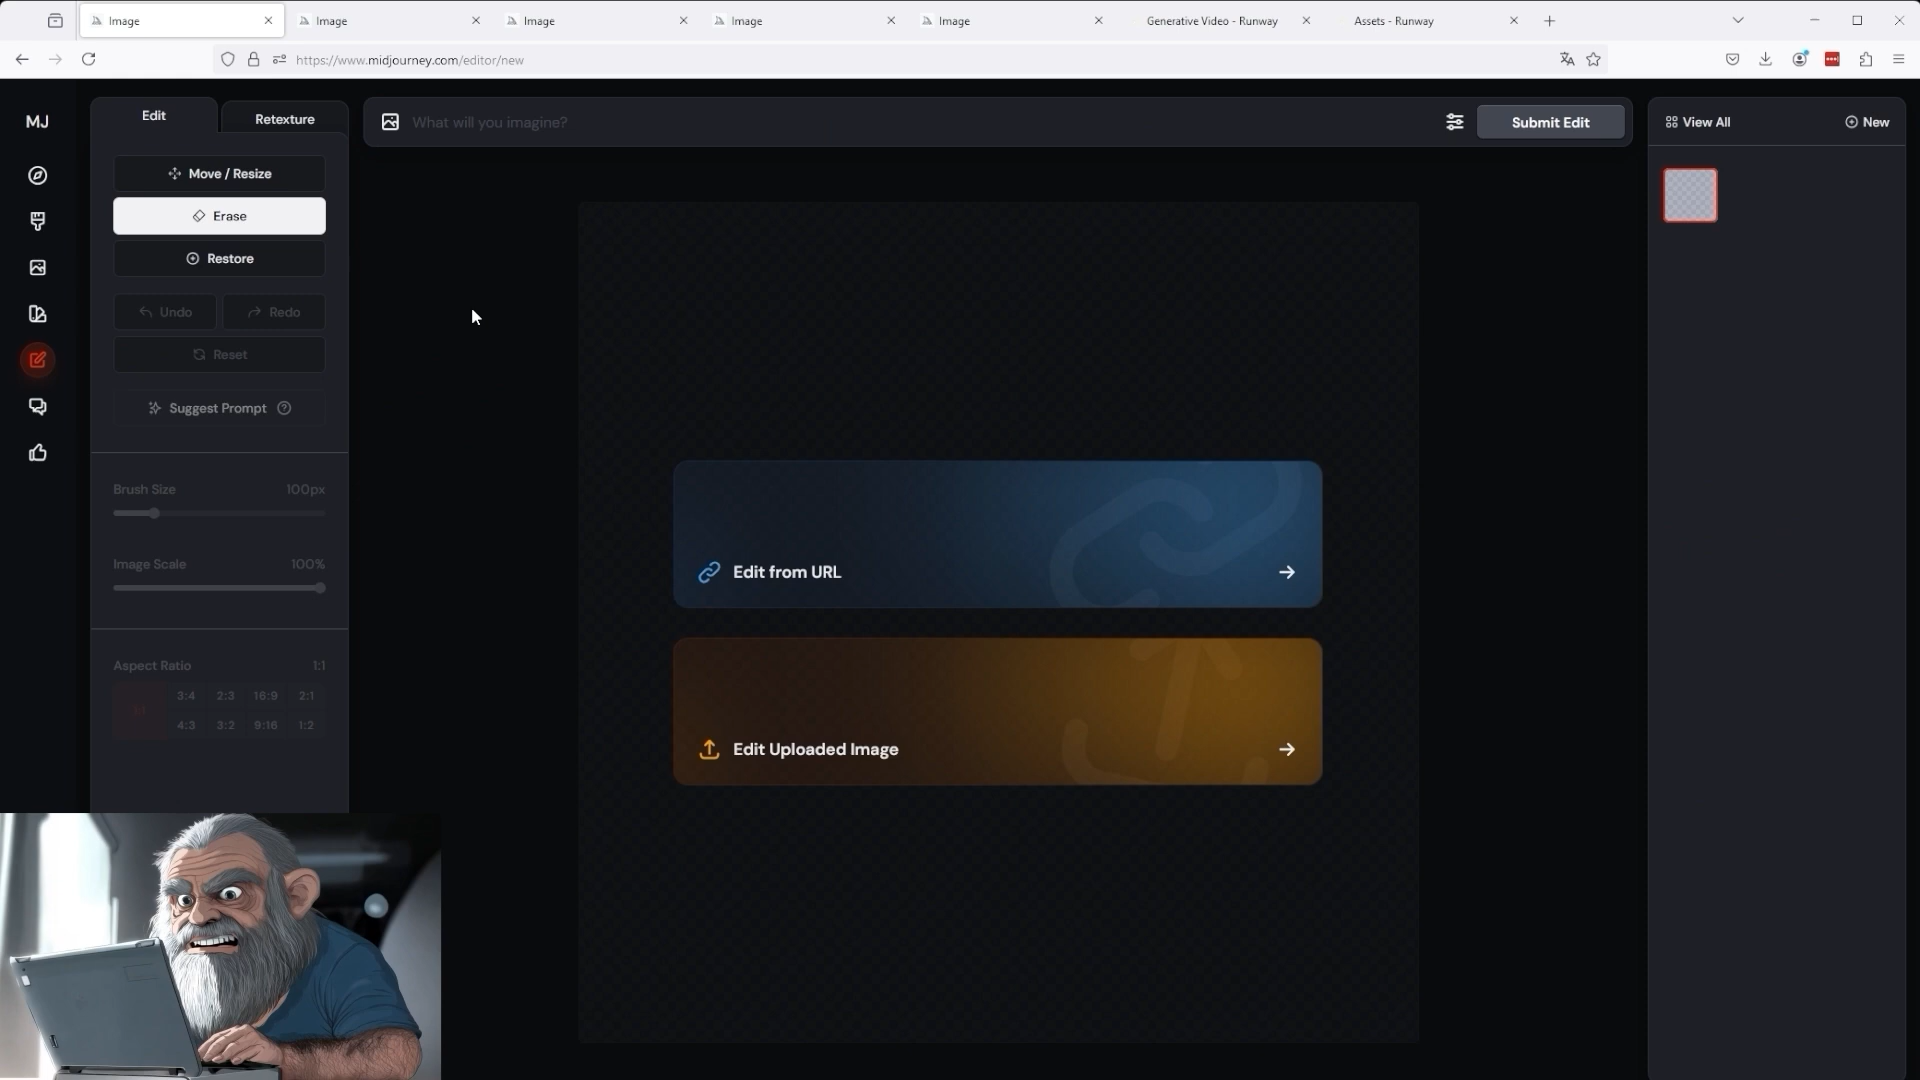 Image
Image
Image
Image
Image
Generative Video - Runway
Assets - Runway
https://www.midjourney.com/editor/new
MJ
Edit
Retexture
What will you imagine?
Submit Edit
View All
New
Move / Resize
Erase
Restore
Undo
Redo
Reset
Suggest Prompt
Brush Size
100px
Image Scale
100%
Aspect Ratio
1:1
3:4
2:3
16:9
2:1
4:3
3:2
9:16
1:2
Edit from URL
Edit Uploaded Image